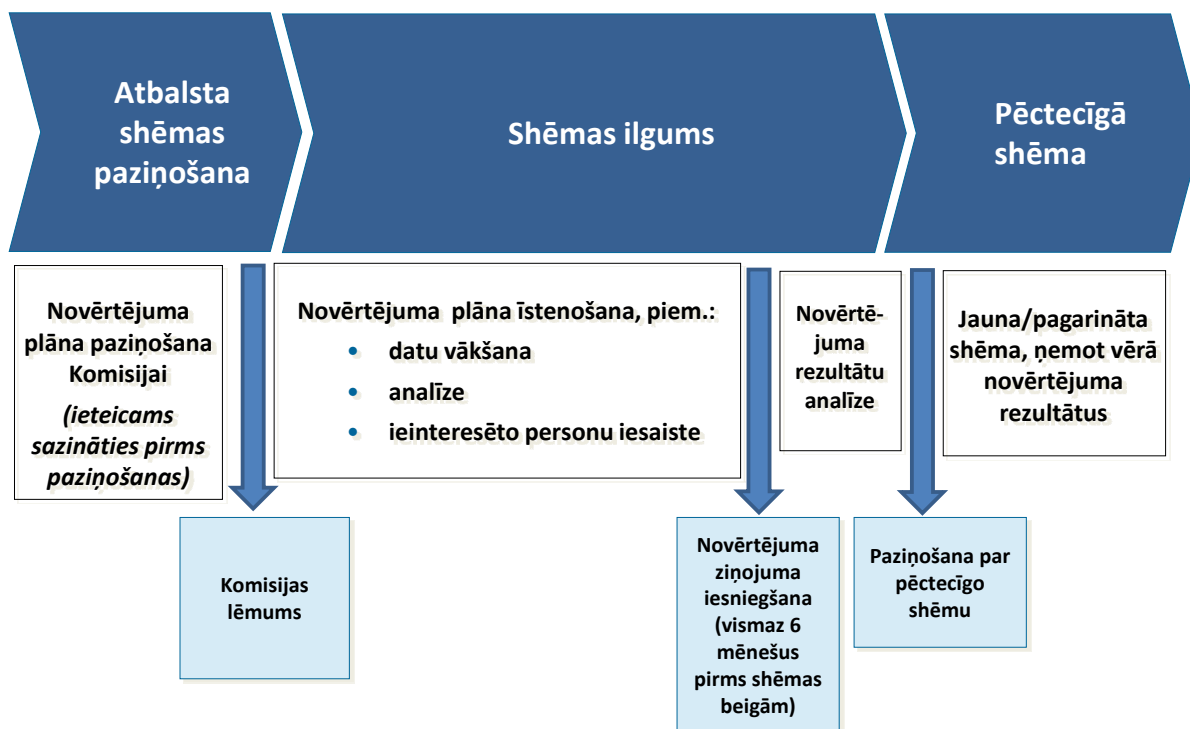 Atbalsta
shēmas
paziņošana
Shēmas ilgums
Pēctecīgā
shēma
Novērtējuma
plāna paziņošana
Komisijai
(ieteicams
sazināties pirms
paziņošanas)
Novērtējuma plāna īstenošana, piem.:
• datu vākšana
• analīze
• ieinteresēto personu iesaiste
Novērtē-
juma
rezultātu
analīze
Jauna/pagarināta
shēma, ņemot vērā
novērtējuma
rezultātus
Komisijas
lēmums
Novērtējuma
ziņojuma
iesniegšana
(vismaz 6
mēnešus
pirms shēmas
beigām)
Paziņošana par
pēctecīgo
shēmu